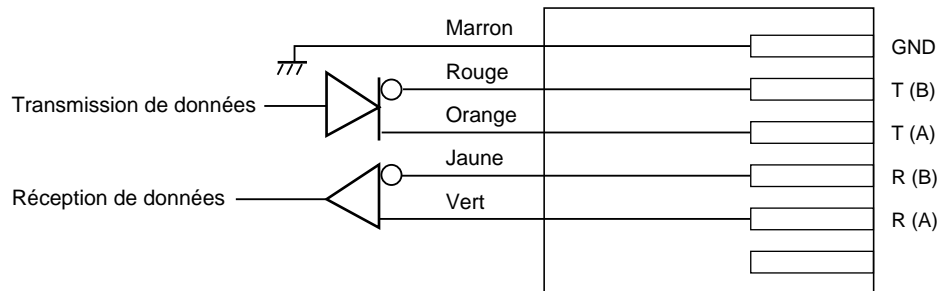 Marron
GND
Rouge
T (B)
Transmission de données
Orange
T (A)
Jaune
R (B)
Réception de données
Vert
R (A)